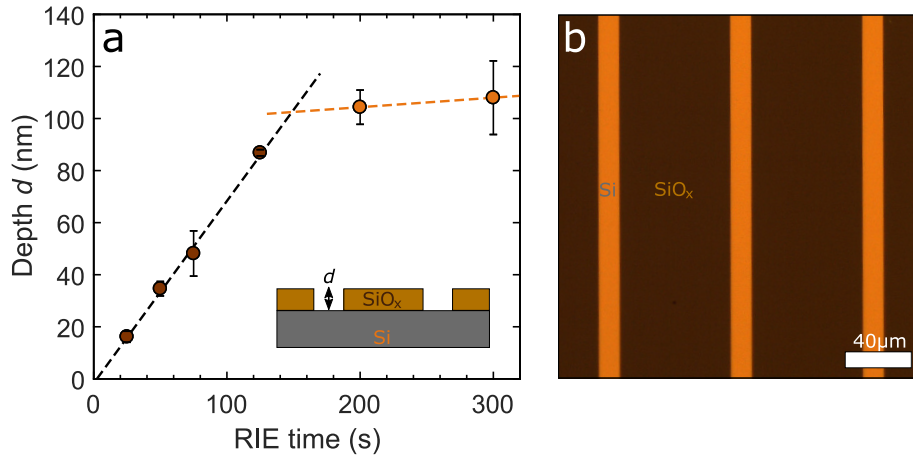 a
140
120
100
80
60
40
20
0
Depth d (nm)
0
100
200
300
RIE time (s)
d
SiOₓ
Si
b
Si
SiOₓ
40μm